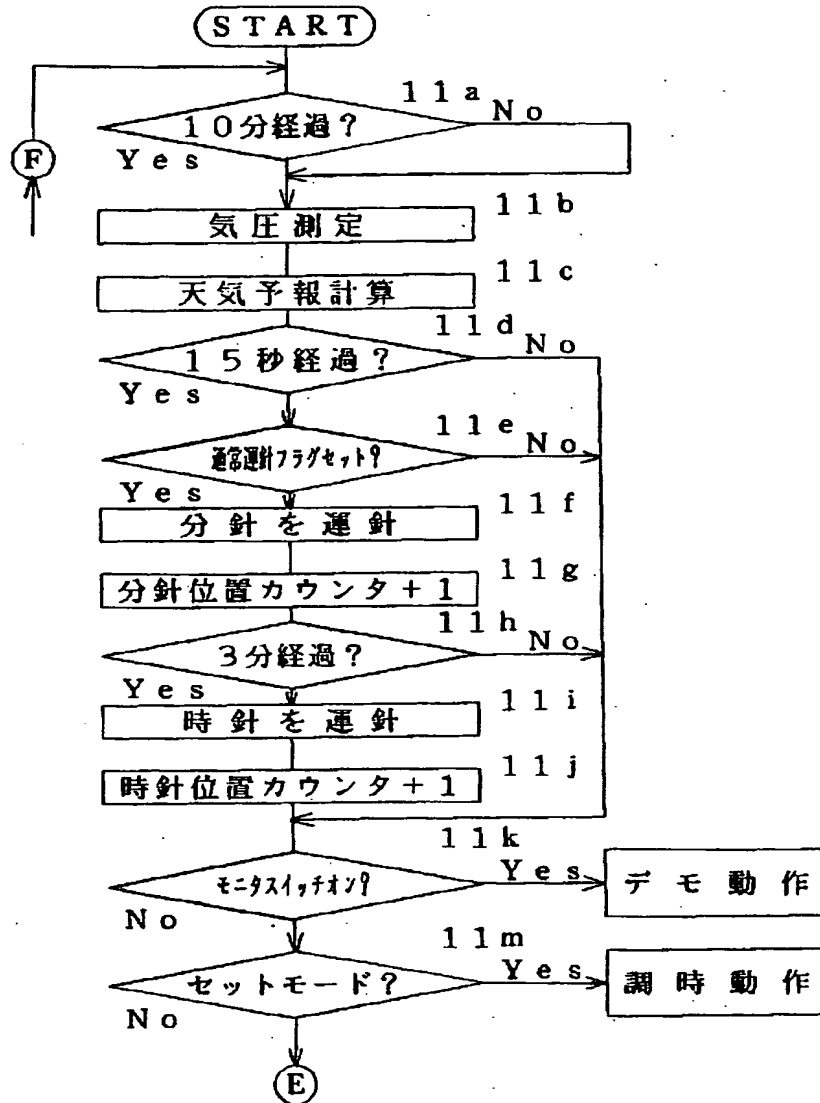 START
11a
No
10分経過?
Yes
F
11b
気圧測定
11c
天気予報計算
11d
No
15秒経過?
Yes
11e
No
通常運針フラグセット?
Yes
11f
分針を運針
11g
分針位置カウンタ+1
11h
No
3分経過?
Yes
11i
時針を運針
11j
時針位置カウンタ+1
11k
Yes
モニタスイッチオン?
デモ動作
No
11m
Yes
セットモード?
調時動作
No
E